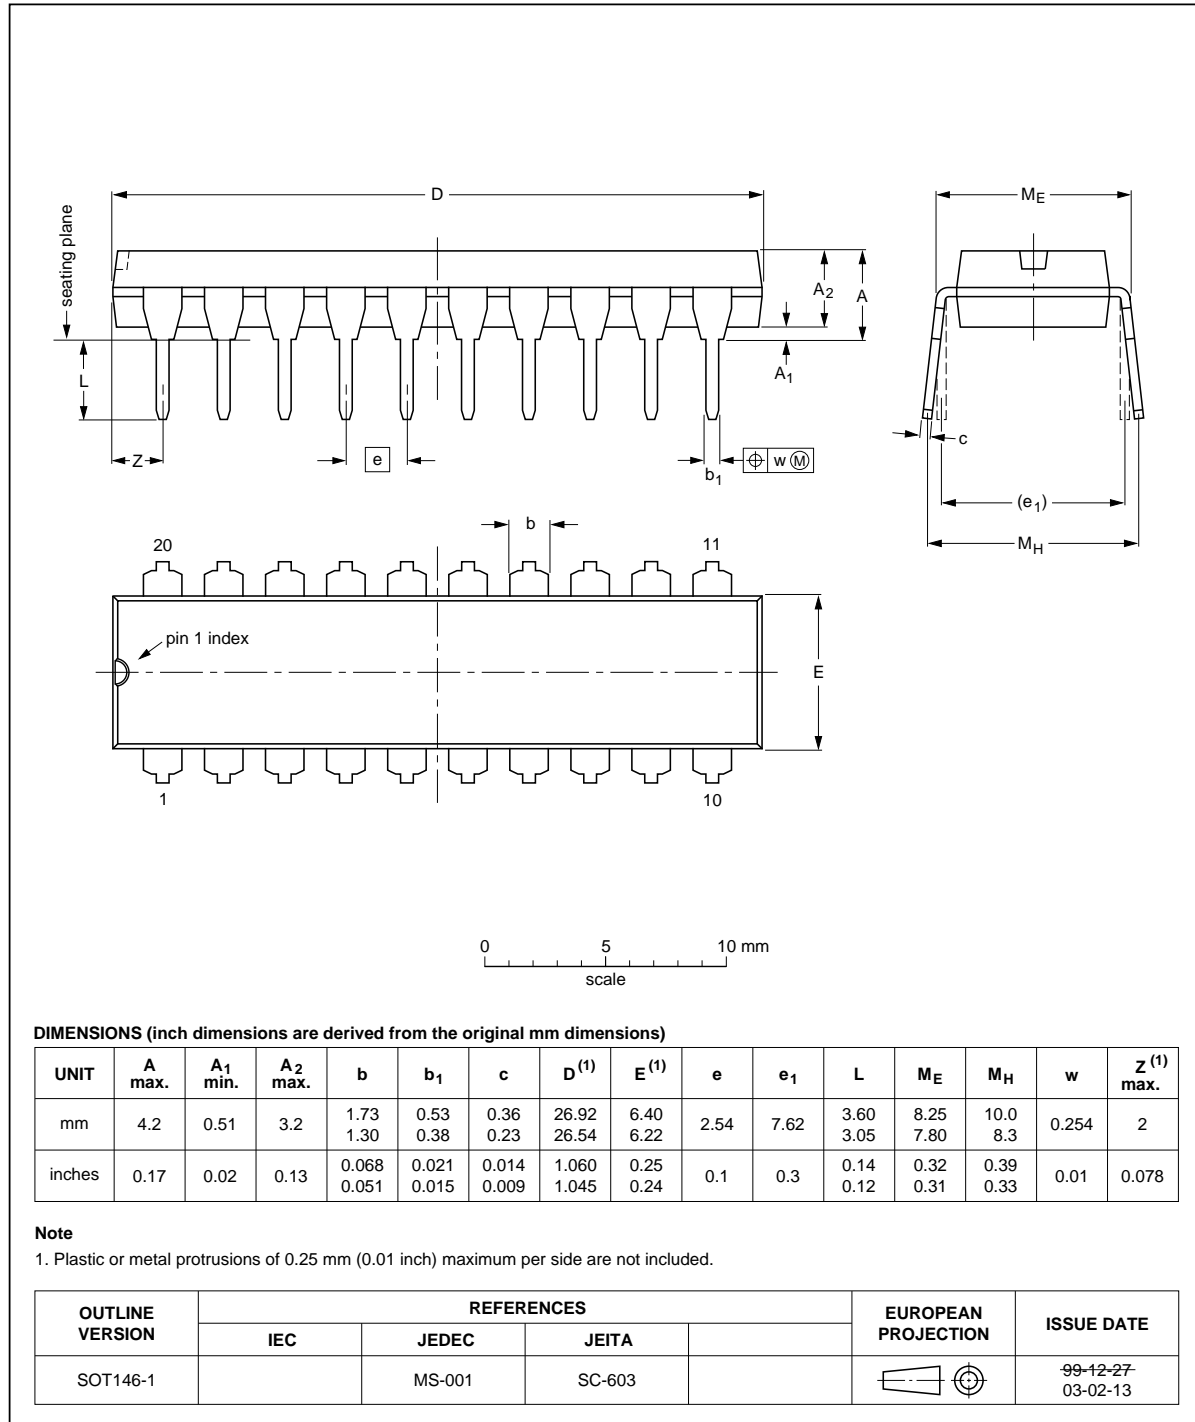 D
ME
seating plane
A2
A
L
A1
Z
e
b1
w M
c
(e1)
MH
b
20
11
pin 1 index
E
1
10
0 5 10 mm
scale
DIMENSIONS (inch dimensions are derived from the original mm dimensions)
UNIT A max. A1 min. A2 max. b b1 c D(1) E(1) e e1 L ME MH w Z(1) max.
mm 4.2 0.51 3.2 1.73 1.30 0.53 0.38 0.36 0.23 26.92 26.54 6.40 6.22 2.54 7.62 3.60 3.05 8.25 7.80 10.0 8.3 0.254 2
inches 0.17 0.02 0.13 0.068 0.051 0.021 0.015 0.014 0.009 1.060 1.045 0.25 0.24 0.1 0.3 0.14 0.12 0.32 0.31 0.39 0.33 0.01 0.078
Note
1. Plastic or metal protrusions of 0.25 mm (0.01 inch) maximum per side are not included.
OUTLINE VERSION REFERENCES EUROPEAN PROJECTION ISSUE DATE
IEC JEDEC JEITA
SOT146-1 MS-001 SC-603 99-12-27
03-02-13